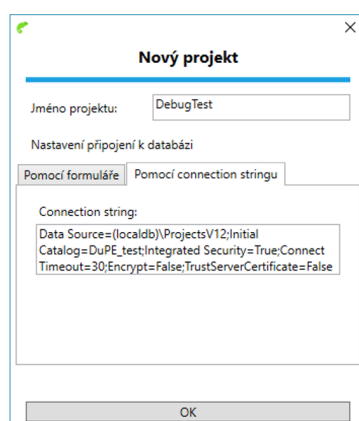 Nový projekt
Jméno projektu: DebugTest
Nastavení připojení k databázi
Pomocí formuláře Pomocí connection stringu
Connection string:
Data Source=(localdb)\ProjectsV12;Initial
Catalog=DuPE_test;Integrated Security=True;Connect
Timeout=30;Encrypt=False;TrustServerCertificate=False
OK